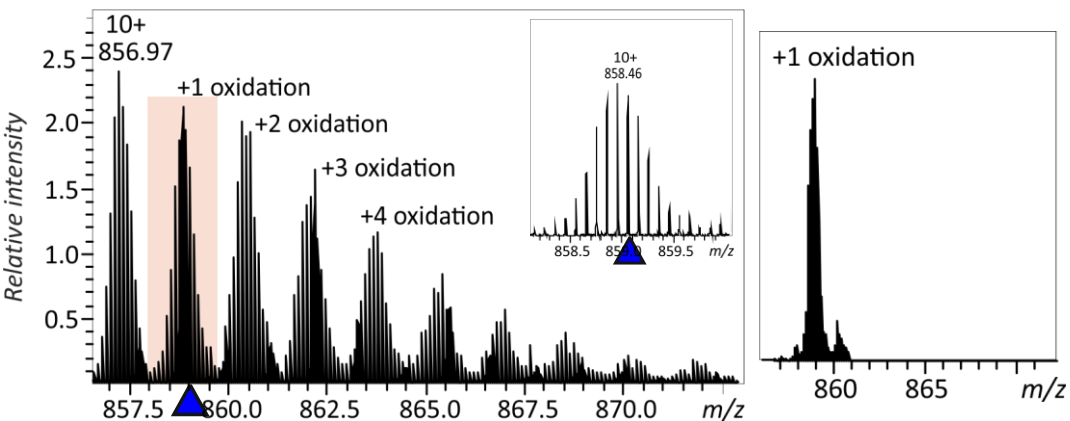 10+
856.97
+1 oxidation
+2 oxidation
+3 oxidation
+4 oxidation
Relative intensity
2.5
2.0
1.5
1.0
0.5
857.5
860.0
862.5
865.0
867.5
870.0
m/z
10+
858.46
858.5
859.5
m/z
+1 oxidation
860
865
m/z